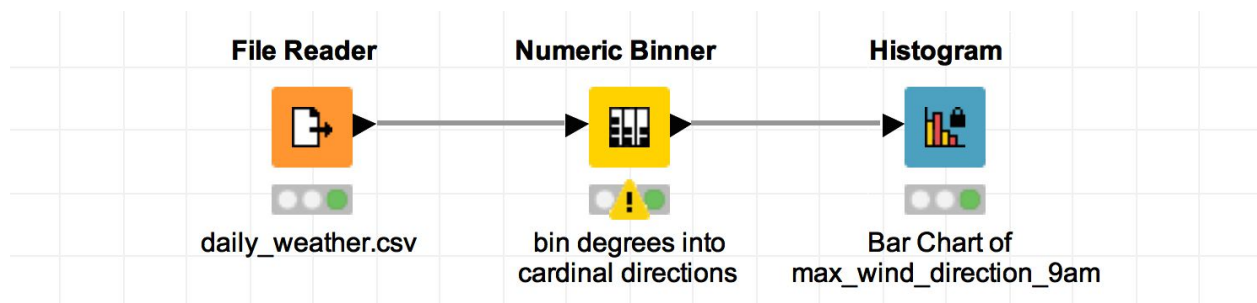 File Reader
Numeric Binner
Histogram
daily_weather.csv
bin degrees into
cardinal directions
Bar Chart of
max_wind_direction_9am